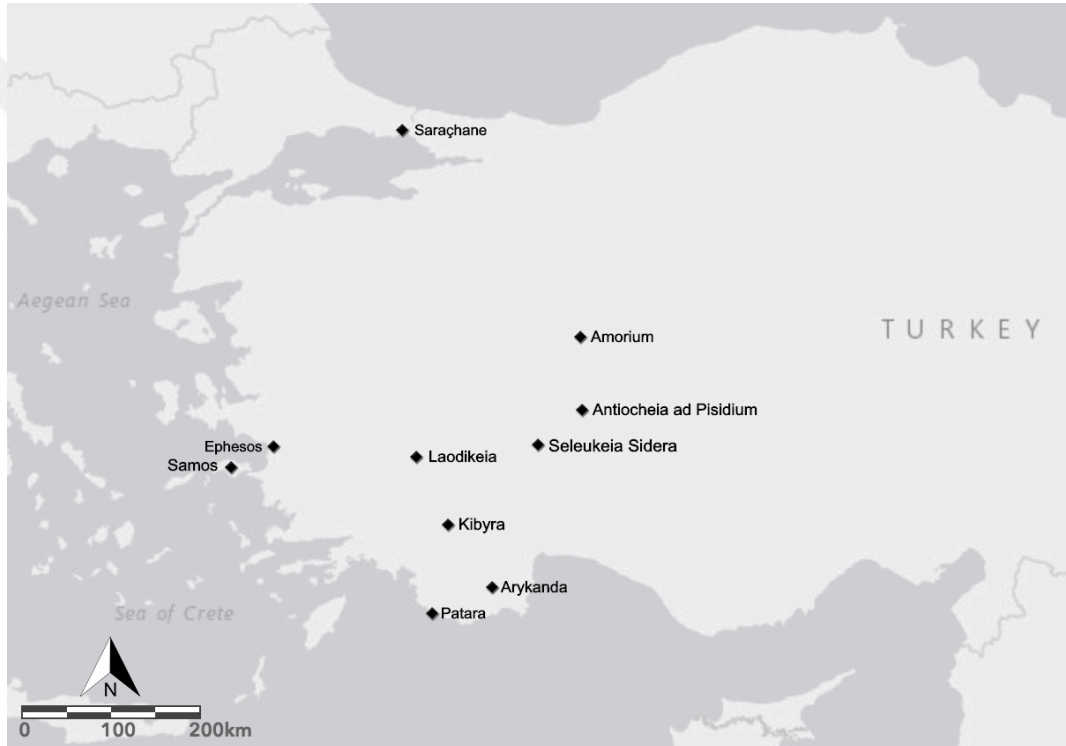 Saraçhane
Aegean Sea
TURKEY
Amorium
Antiocheia ad Pisidium
Ephesos
Seleukeia Sidera
Laodikeia
Samos
Kibyra
Arykanda
Sea of Crete
Patara
N
0 100 200km